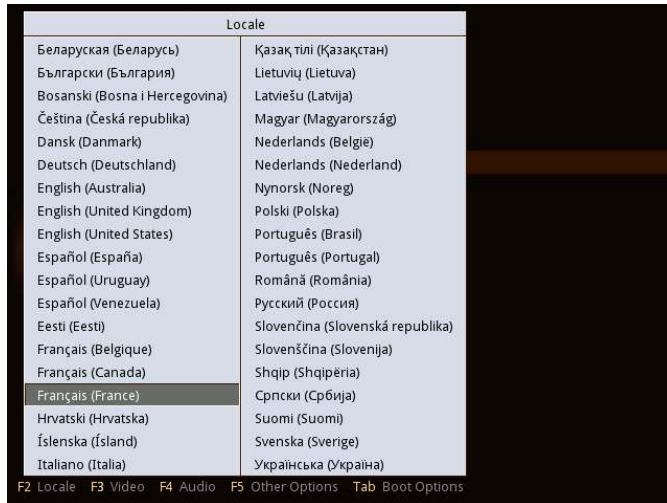 Locale
Беларуская (Беларусь)
Български (България)
Bosanski (Bosna i Hercegovina)
Čeština (Česká republika)
Dansk (Danmark)
Deutsch (Deutschland)
English (Australia)
English (United Kingdom)
English (United States)
Español (España)
Español (Uruguay)
Español (Venezuela)
Eesti (Eesti)
Français (Belgique)
Français (Canada)
Français (France)
Hrvatski (Hrvatska)
Íslenska (Ísland)
Italiano (Italia)
Қазақ тілі (Қазақстан)
Lietuvių (Lietuva)
Latviešu (Latvija)
Magyar (Magyarország)
Nederlands (België)
Nederlands (Nederland)
Nynorsk (Noreg)
Polski (Polska)
Português (Brasil)
Português (Portugal)
Română (România)
Русский (Россия)
Slovenčina (Slovenská republika)
Slovenščina (Slovenija)
Shqip (Shqipëria)
Српски (Србија)
Suomi (Suomi)
Svenska (Sverige)
Українська (Україна)
F2 Locale F3 Video F4 Audio F5 Other Options Tab Boot Options